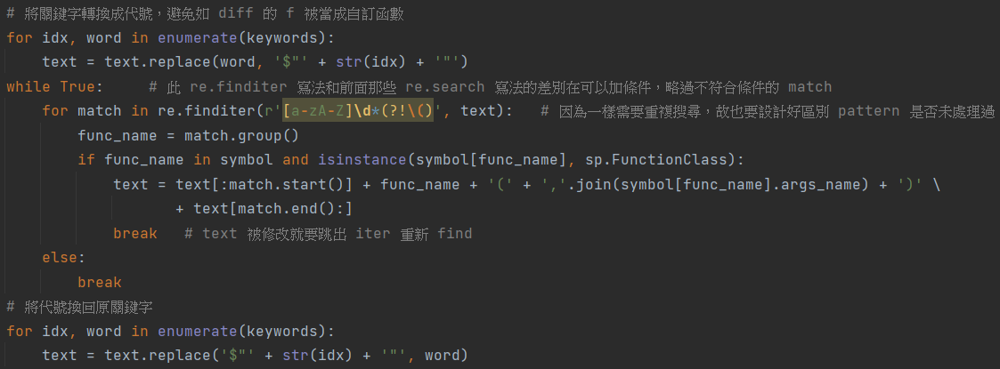 # 將關鍵字轉換成代號，避免如 diff 的 f 被當成自訂函數
for idx, word in enumerate(keywords):
    text = text.replace(word, '$"' + str(idx) + '"')
while True:     # 此 re.finditer 寫法和前面那些 re.search 寫法的差別在可以加條件，略過不符合條件的 match
    for match in re.finditer(r'[a-zA-Z]\d*(?!\()', text):   # 因為一樣需要重複搜尋，故也要設計好區別 pattern 是否未處理過
        func_name = match.group()
        if func_name in symbol and isinstance(symbol[func_name], sp.FunctionClass):
            text = text[:match.start()] + func_name + '(' + ','.join(symbol[func_name].args_name) + ')' \
                   + text[match.end():]
            break   # text 被修改就要跳出 iter 重新 find
    else:
        break
# 將代號換回原關鍵字
for idx, word in enumerate(keywords):
    text = text.replace('$"' + str(idx) + '"', word)